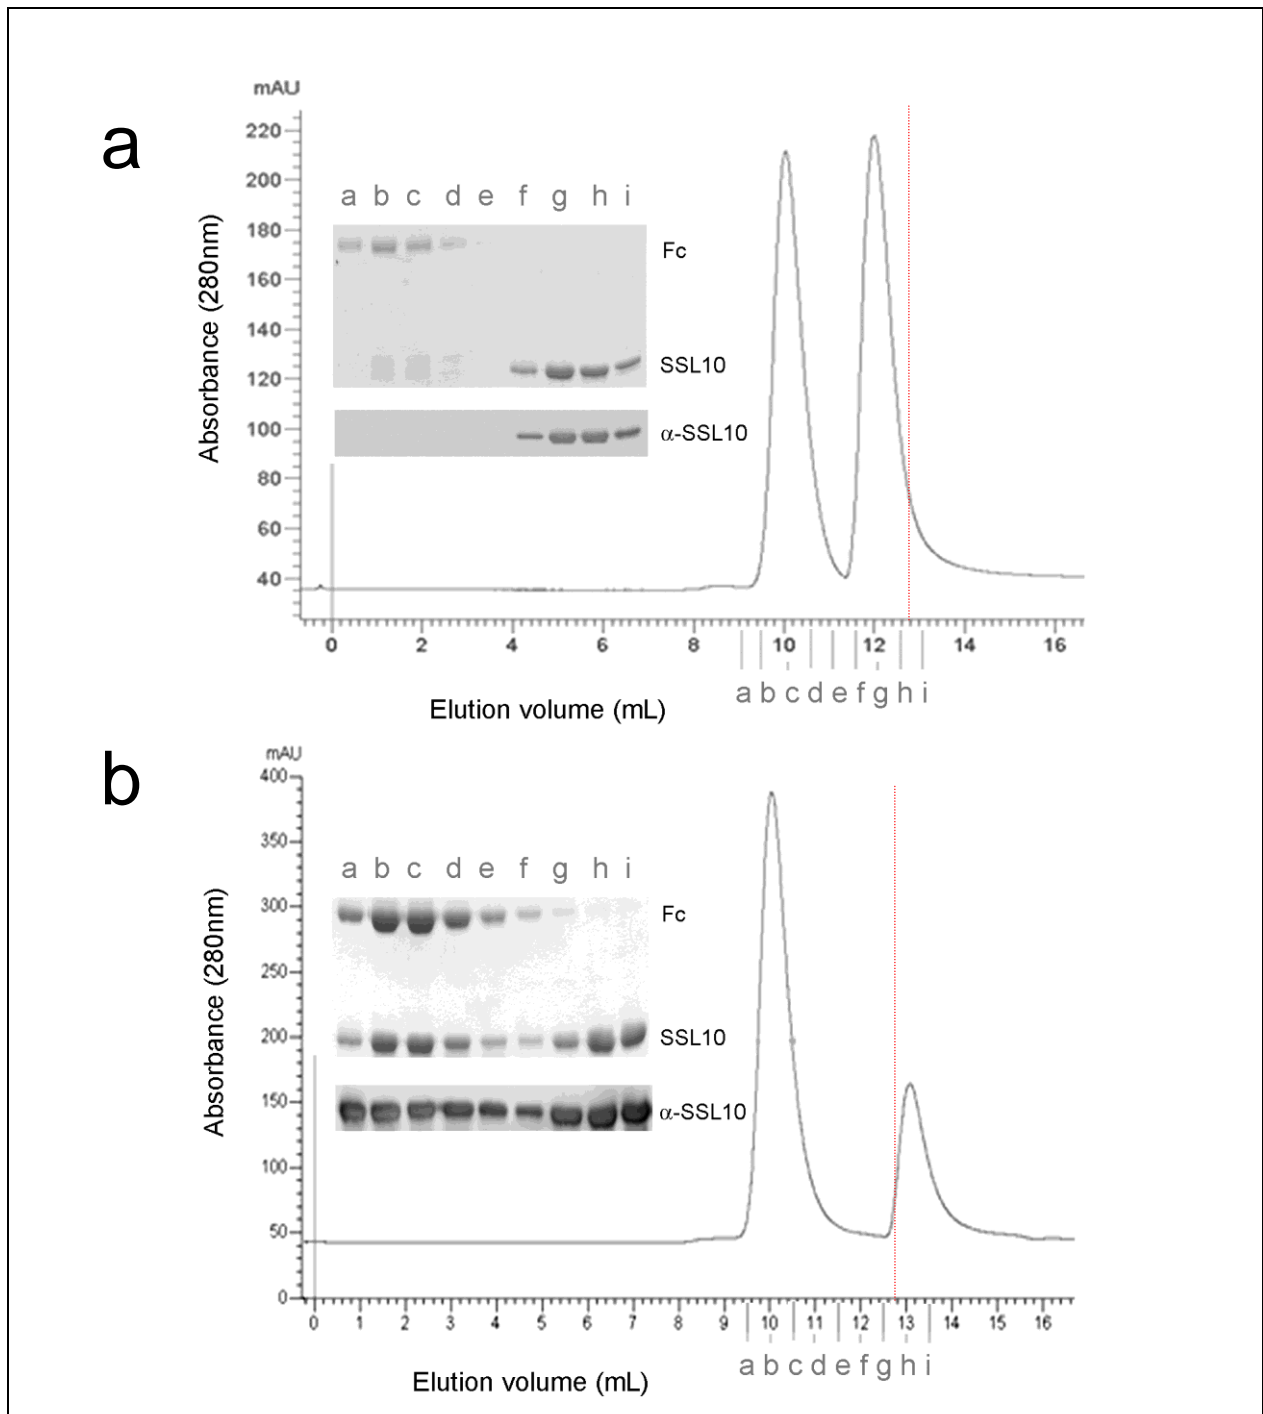 a
mAU
220
200
180
160
140
120
100
80
60
40
Absorbance (280nm)
a b c d e f g h i
Fc
SSL10
α-SSL10
0 2 4 6 8 10 12 14 16
a b c d e f g h i
Elution volume (mL)
b
mAU
400
350
300
250
200
150
100
50
0
Absorbance (280nm)
a b c d e f g h i
Fc
SSL10
α-SSL10
0 1 2 3 4 5 6 7 8 9 10 11 12 13 14 15 16
a b c d e f g h i
Elution volume (mL)